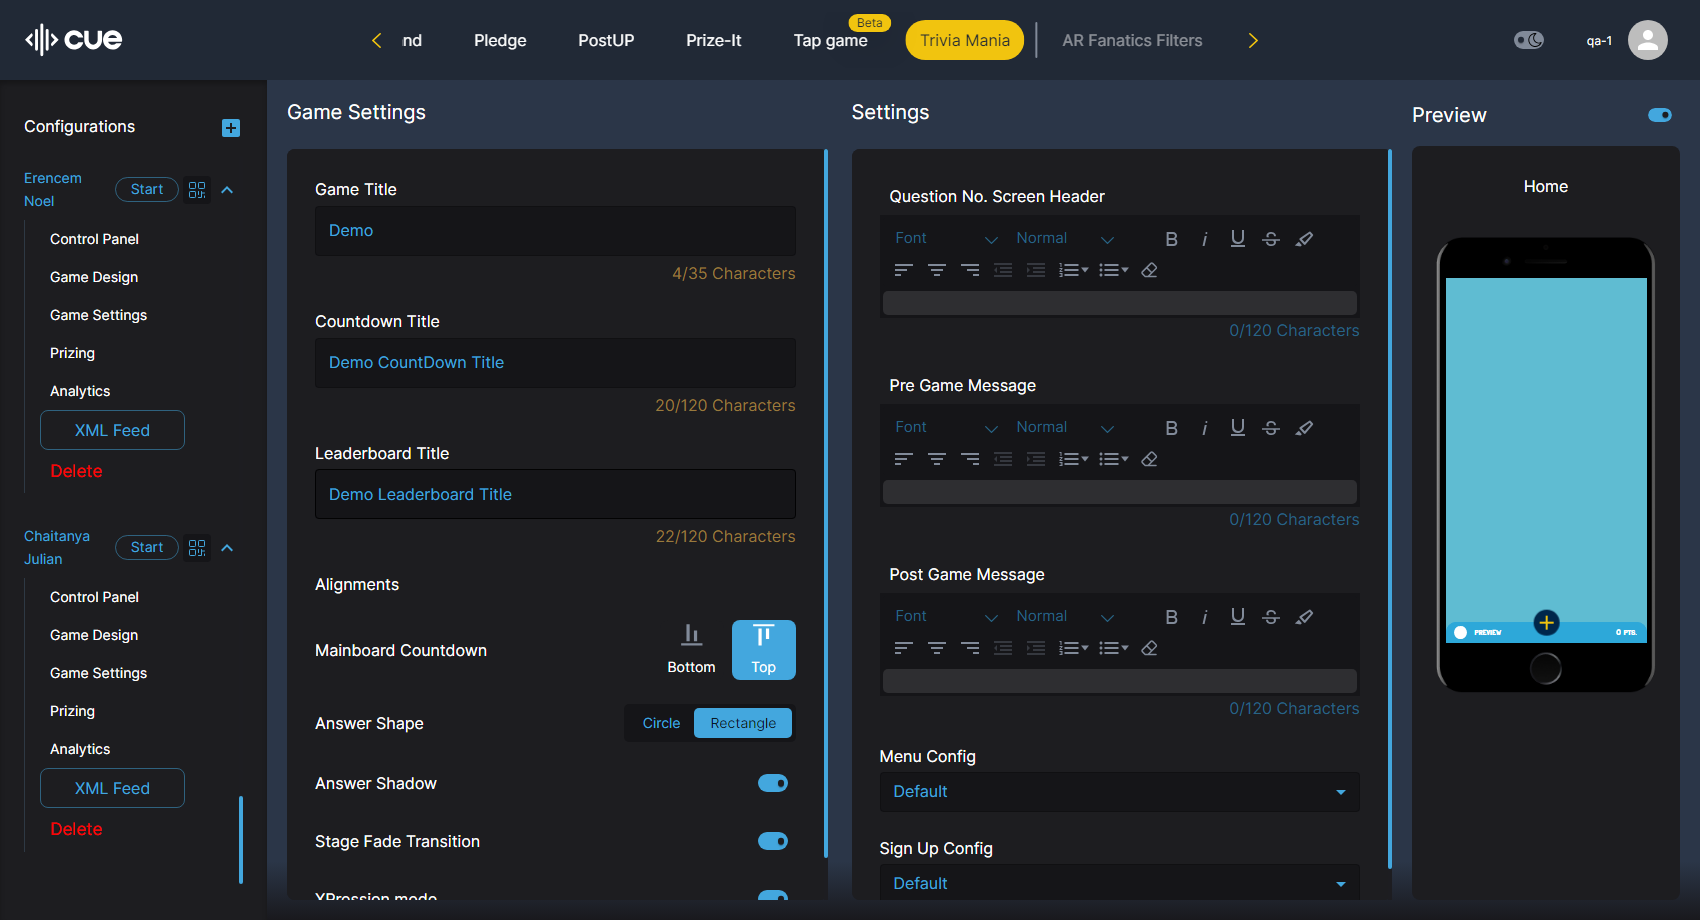 cue
nd
Pledge
PostUP
Prize-It
Tap game
Beta
Trivia Mania
AR Fanatics Filters
qa-1
Configurations
Erencem
Noel
Start
Control Panel
Game Design
Game Settings
Prizing
Analytics
XML Feed
Delete
Chaitanya
Julian
Start
Control Panel
Game Design
Game Settings
Prizing
Analytics
XML Feed
Delete
Game Settings
Game Title
Demo
4/35 Characters
Countdown Title
Demo CountDown Title
20/120 Characters
Leaderboard Title
Demo Leaderboard Title
22/120 Characters
Alignments
Mainboard Countdown
Bottom
Top
Answer Shape
Circle
Rectangle
Answer Shadow
Stage Fade Transition
XPression mode
Settings
Question No. Screen Header
Font
Normal
B i U S
0/120 Characters
Pre Game Message
Font
Normal
B i U S
0/120 Characters
Post Game Message
Font
Normal
B i U S
0/120 Characters
Menu Config
Default
Sign Up Config
Default
Preview
Home
PREVIEW
0 PTS.